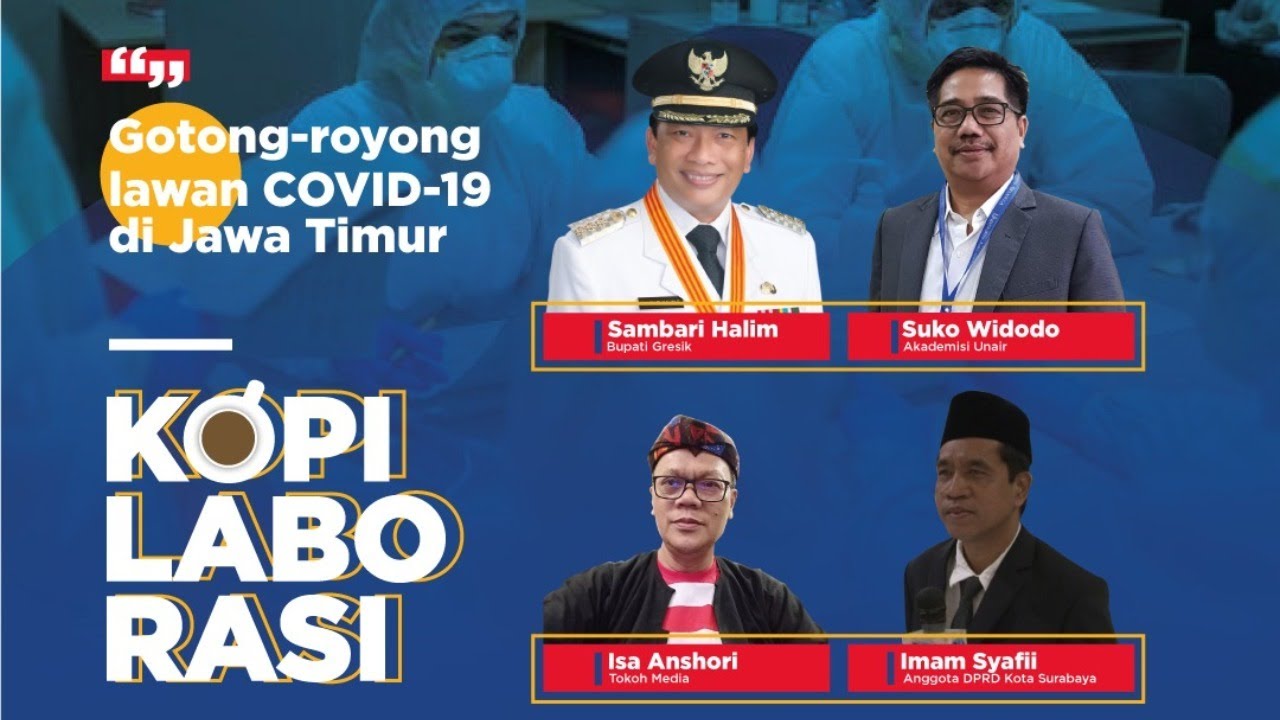 Gotong-royong
lawan COVID-19
di Jawa Timur
KOPI
LABO
RASI
Sambari Halim
Bupati Gresik
Suko Widodo
Akademisi Unair
Isa Anshori
Tokoh Media
Imam Syafii
Anggota DPRD Kota Surabaya